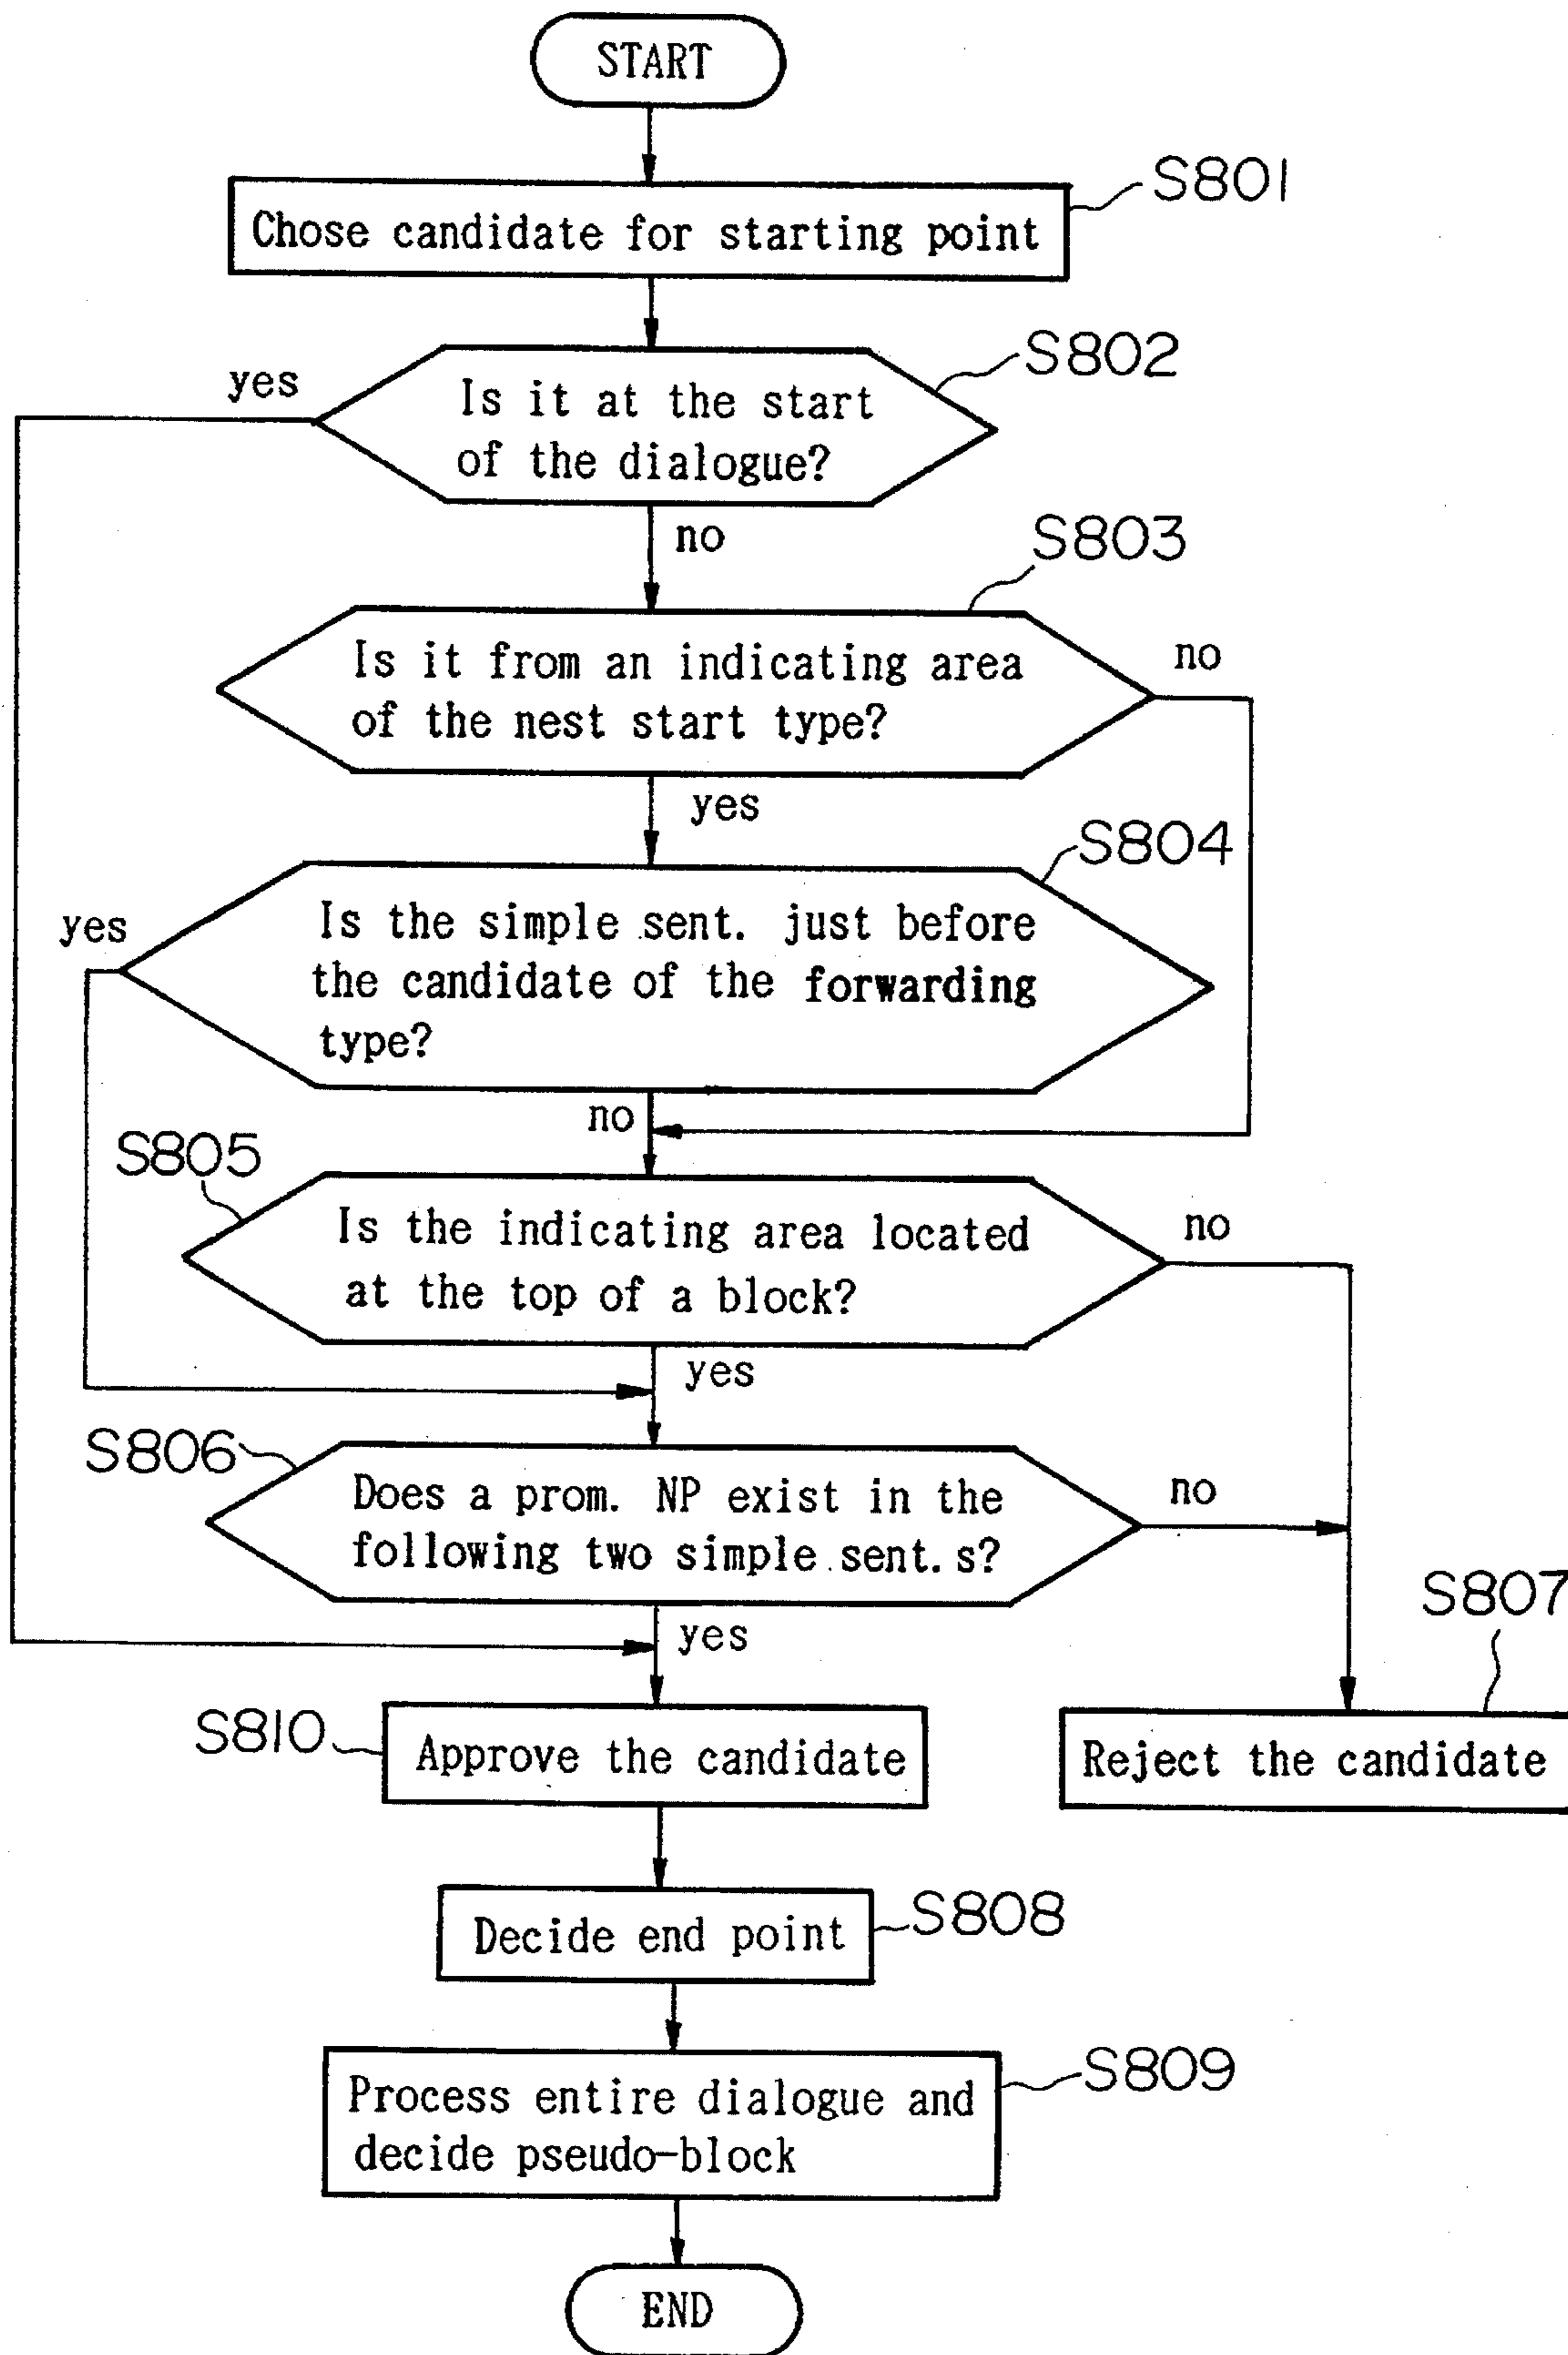 START
S801
Chose candidate for starting point
S802
yes
Is it at the start
of the dialogue?
no
S803
Is it from an indicating area
of the nest start type?
no
yes
S804
yes
Is the simple sent. just before
the candidate of the forwarding
type?
no
S805
Is the indicating area located
at the top of a block?
no
yes
S806
Does a prom. NP exist in the
following two simple sent.s?
no
yes
S807
S810
Approve the candidate
Reject the candidate
Decide end point
S808
Process entire dialogue and
decide pseudo-block
S809
END